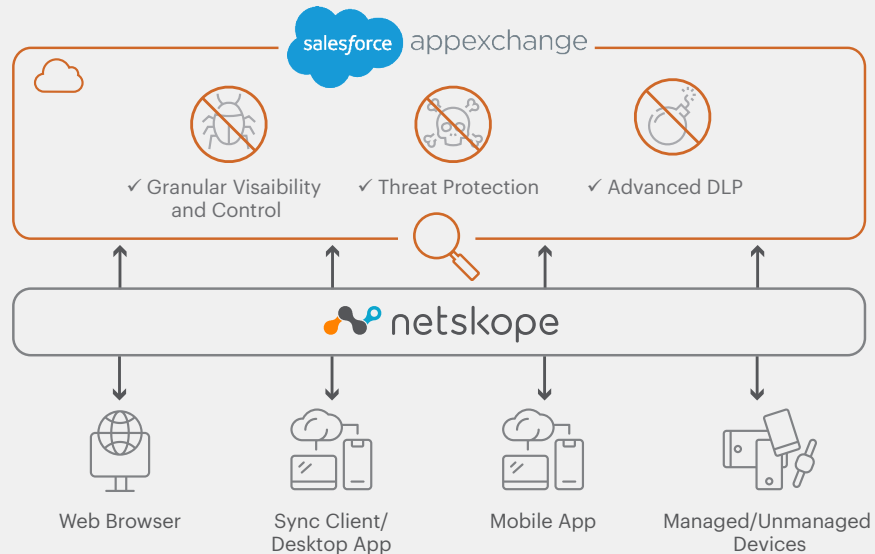 salesforce appexchange
✓ Granular Visaibility
and Control
✓ Threat Protection
✓ Advanced DLP
netskope
Web Browser
Sync Client/
Desktop App
Mobile App
Managed/Unmanaged
Devices